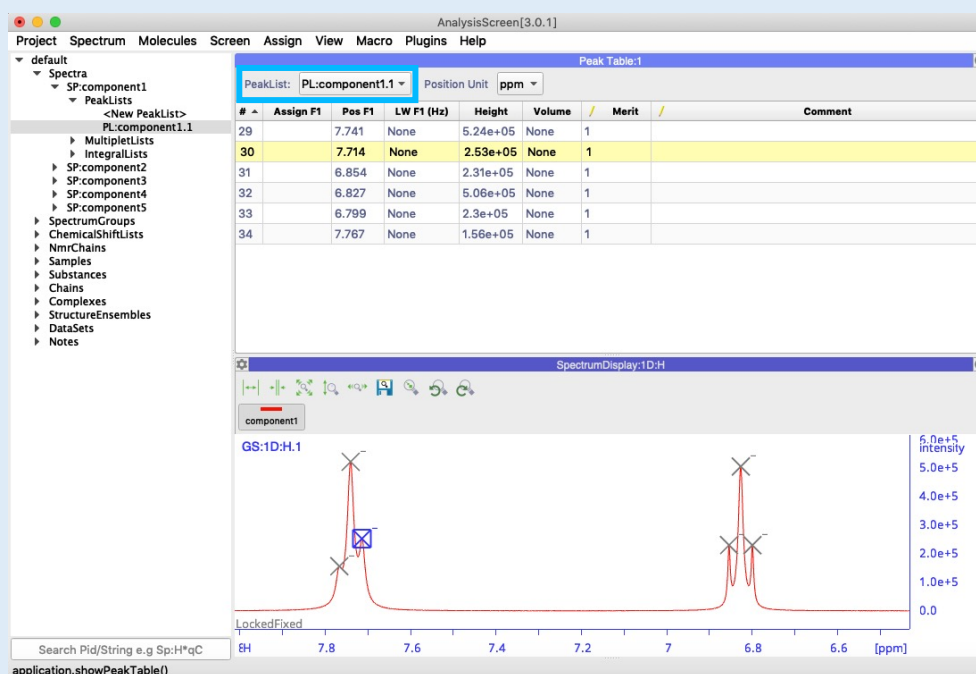 AnalysisScreen[3.0.1]
Project Spectrum Molecules Screen Assign View Macro Plugins Help
default
Spectra
SP:component1
PeakLists
<New PeakList>
PL:component1.1
MultipletLists
IntegralLists
SP:component2
SP:component3
SP:component4
SP:component5
SpectrumGroups
ChemicalShiftLists
NmrChains
Samples
Substances
Chains
Complexes
StructureEnsembles
DataSets
Notes
Search Pid/String e.g Sp:H*qC
application.showPeakTable()
Peak Table:1
PeakList: PL:component1.1 Position Unit ppm
# Assign F1 Pos F1 LW F1 (Hz) Height Volume Merit Comment
29 7.741 None 5.24e+05 None 1
30 7.714 None 2.53e+05 None 1
31 6.854 None 2.31e+05 None 1
32 6.827 None 5.06e+05 None 1
33 6.799 None 2.3e+05 None 1
34 7.767 None 1.56e+05 None 1
SpectrumDisplay:1D:H
component1
GS:1D:H.1
6.0e+5
intensity
5.0e+5
4.0e+5
3.0e+5
2.0e+5
1.0e+5
0.0
LockedFixed
7.8 7.6 7.4 7.2 7 6.8 6.6 [ppm]